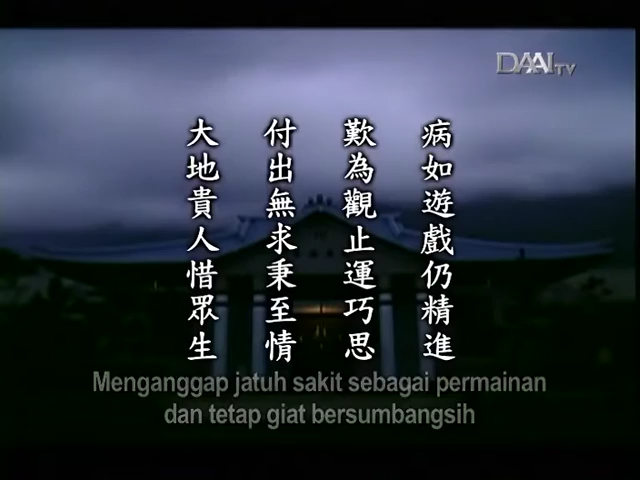 DAAI TV
病如遊戲仍精進
歎為觀止運巧思
付出無求秉至情
大地貴人惜眾生
Menganggap jatuh sakit sebagai permainan
dan tetap giat bersumbangsih